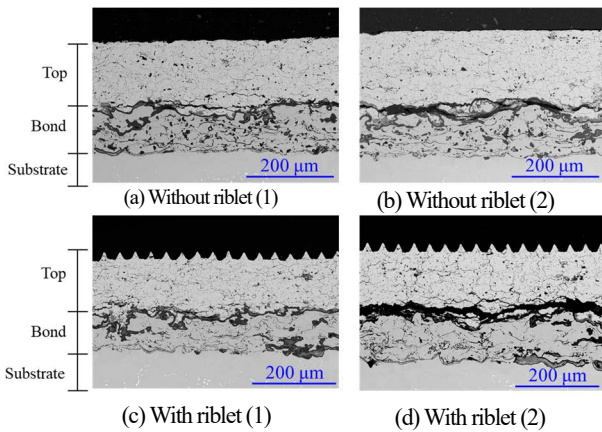 Top
Bond
Substrate
200 μm
200 μm
(a) Without riblet (1)
(b) Without riblet (2)
Top
Bond
Substrate
200 μm
200 μm
(c) With riblet (1)
(d) With riblet (2)